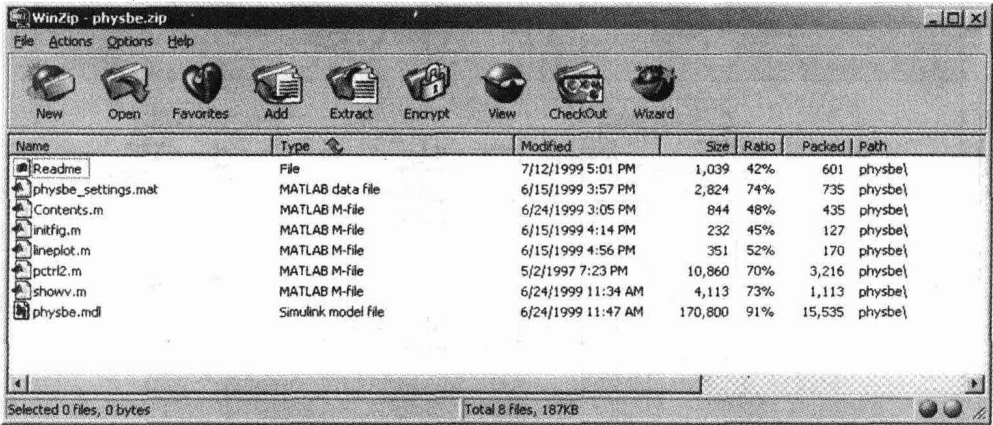 WinZip - physbe.zip
File Actions Options Help
New Open Favorites Add Extract Encrypt View CheckOut Wizard
Name Type Modified Size Ratio Packed Path
Readme File 7/12/1999 5:01 PM 1,039 42% 601 physbe\
physbe_settings.mat MATLAB data file 6/15/1999 3:57 PM 2,824 74% 735 physbe\
Contents.m MATLAB M-file 6/24/1999 3:05 PM 844 48% 435 physbe\
initfig.m MATLAB M-file 6/15/1999 4:14 PM 232 45% 127 physbe\
lineplot.m MATLAB M-file 6/15/1999 4:56 PM 351 52% 170 physbe\
pctrl2.m MATLAB M-file 5/2/1997 7:23 PM 10,860 70% 3,216 physbe\
showv.m MATLAB M-file 6/24/1999 11:34 AM 4,113 73% 1,113 physbe\
physbe.mdl Simulink model file 6/24/1999 11:47 AM 170,800 91% 15,535 physbe\
Selected 0 files, 0 bytes Total 8 files, 187KB